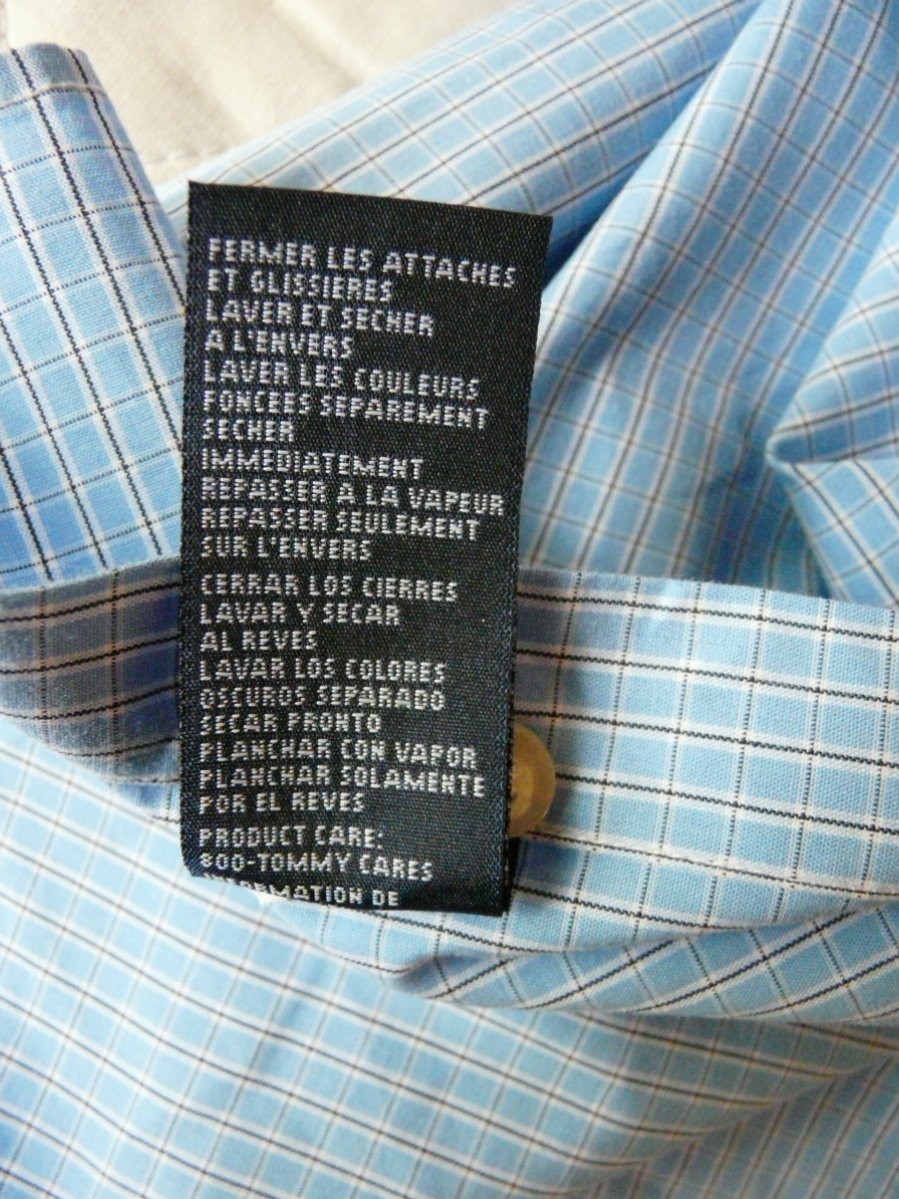 FERMER LES ATTACHES
ET GLISSIERES
LAVER ET SECHER
A L'ENVERS
LAVER LES COULEURS
FONCEES SEPAREMENT
SECHER
IMMEDIATEMENT
REPASSER A LA VAPEUR
REPASSER SEULEMENT
SUR L'ENVERS
CERRAR LOS CIERRES
LAVAR Y SECAR
AL REVES
LAVAR LOS COLORES
OSCUROS SEPARADO
SECAR PRONTO
PLANCHAR CON VAPOR
PLANCHAR SOLAMENTE
POR EL REVES
PRODUCT CARE:
800-TOMMY CARES
DE